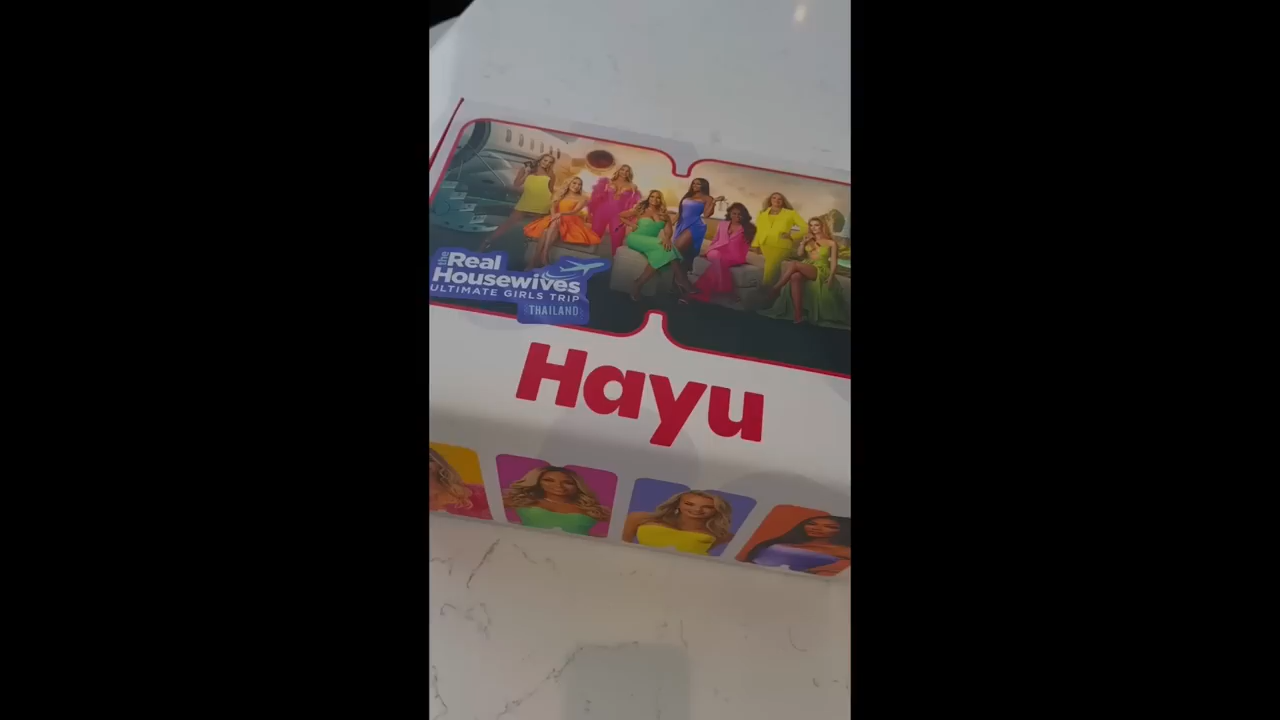 the Real
Housewives
ULTIMATE GIRLS TRIP
THAILAND
Hayu